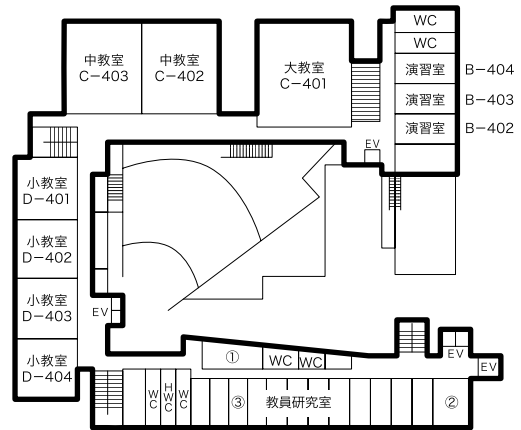 WC
WC
中教室
C-403
中教室
C-402
大教室
C-401
演習室
B-404
演習室
B-403
演習室
B-402
EV
小教室
D-401
小教室
D-402
小教室
D-403
EV
小教室
D-404
①
WC
WC
EV
EV
WC
HWC
WC
③
教員研究室
②